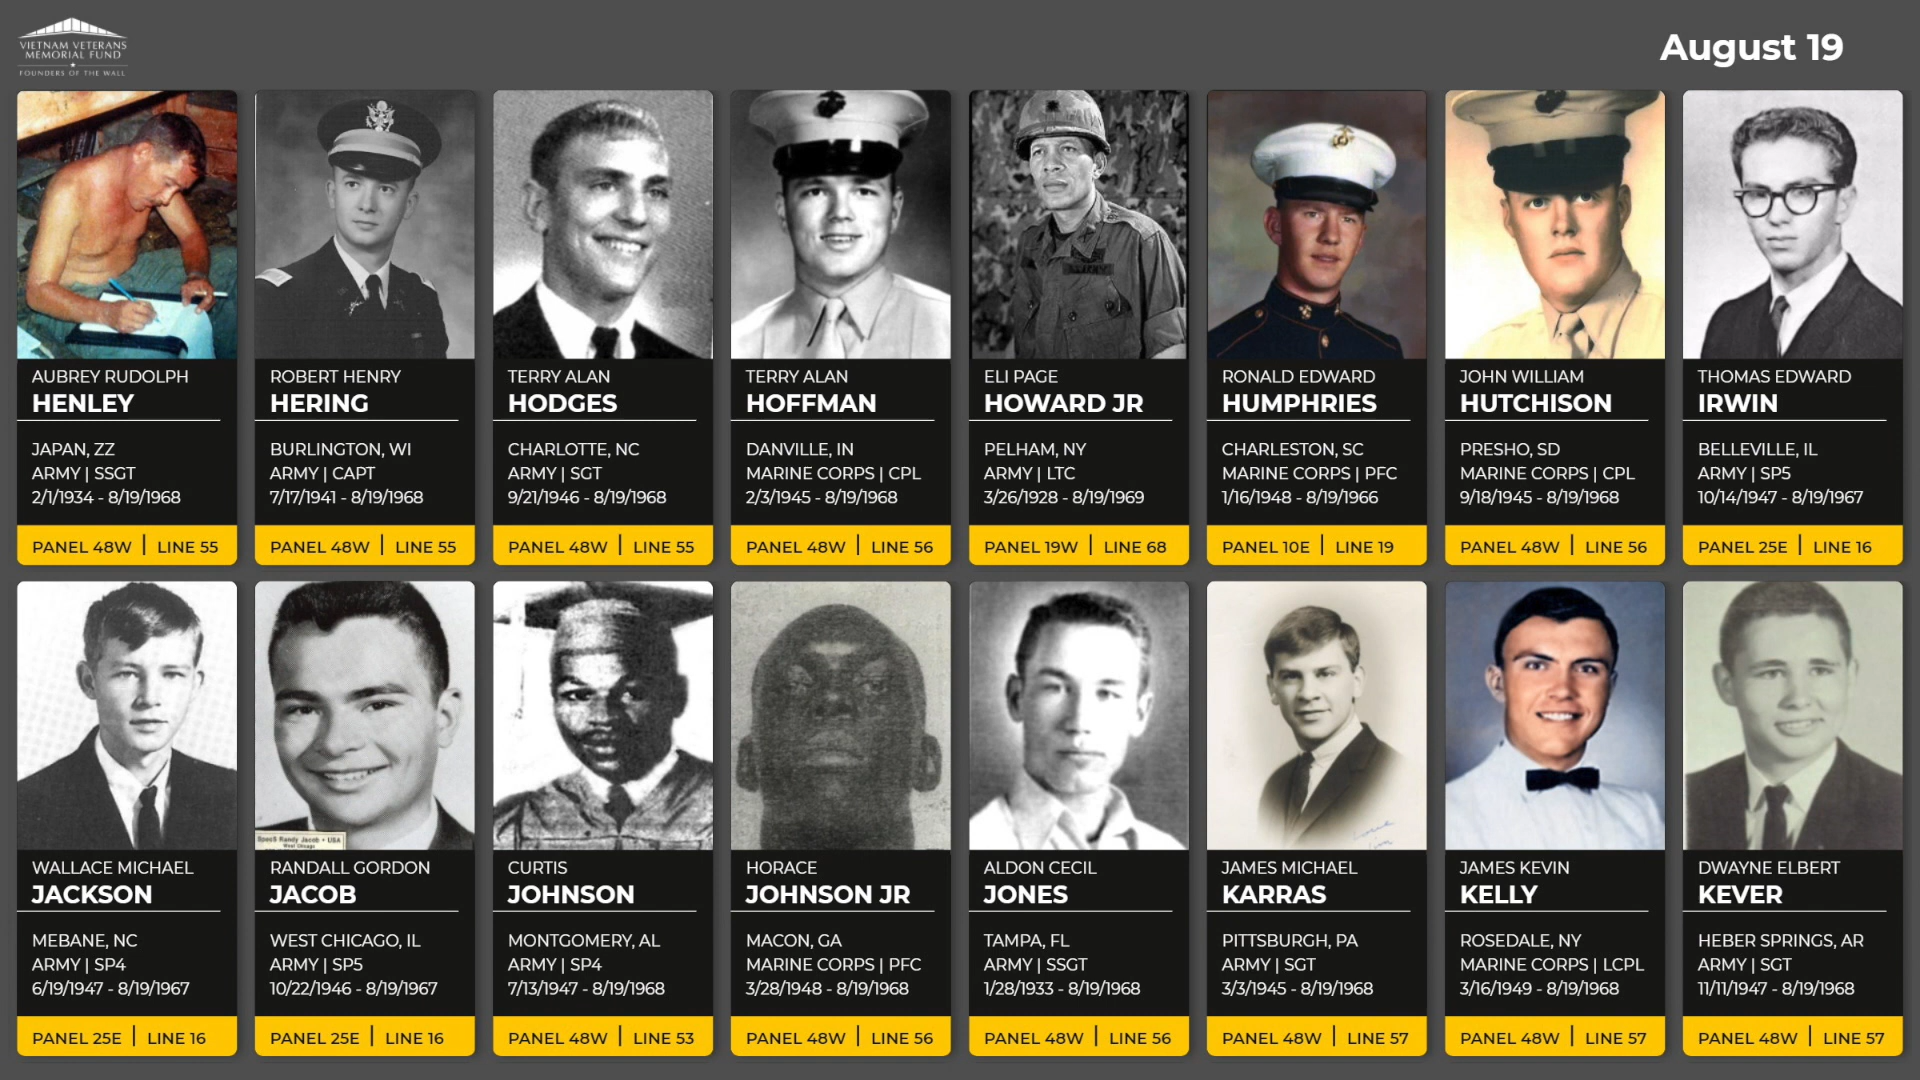 VIETNAM VETERANS
MEMORIAL FUND
FOUNDERS OF THE WALL
August 19
AUBREY RUDOLPH
HENLEY
JAPAN, ZZ
ARMY | SSGT
2/1/1934 - 8/19/1968
PANEL 48W | LINE 55
ROBERT HENRY
HERING
BURLINGTON, WI
ARMY | CAPT
7/17/1941 - 8/19/1968
PANEL 48W | LINE 55
TERRY ALAN
HODGES
CHARLOTTE, NC
ARMY | SGT
9/21/1946 - 8/19/1968
PANEL 48W | LINE 55
TERRY ALAN
HOFFMAN
DANVILLE, IN
MARINE CORPS | CPL
2/3/1945 - 8/19/1968
PANEL 48W | LINE 56
ELI PAGE
HOWARD JR
PELHAM, NY
ARMY | LTC
3/26/1928 - 8/19/1969
PANEL 19W | LINE 68
RONALD EDWARD
HUMPHRIES
CHARLESTON, SC
MARINE CORPS | PFC
1/16/1948 - 8/19/1966
PANEL 10E | LINE 19
JOHN WILLIAM
HUTCHISON
PRESHO, SD
MARINE CORPS | CPL
9/18/1945 - 8/19/1968
PANEL 48W | LINE 56
THOMAS EDWARD
IRWIN
BELLEVILLE, IL
ARMY | SP5
10/14/1947 - 8/19/1967
PANEL 25E | LINE 16
WALLACE MICHAEL
JACKSON
MEBANE, NC
ARMY | SP4
6/19/1947 - 8/19/1967
PANEL 25E | LINE 16
Spec5 Randy Jacob - USA
West Chicago
RANDALL GORDON
JACOB
WEST CHICAGO, IL
ARMY | SP5
10/22/1946 - 8/19/1967
PANEL 25E | LINE 16
CURTIS
JOHNSON
MONTGOMERY, AL
ARMY | SP4
7/13/1947 - 8/19/1968
PANEL 48W | LINE 53
HORACE
JOHNSON JR
MACON, GA
MARINE CORPS | PFC
3/28/1948 - 8/19/1968
PANEL 48W | LINE 56
ALDON CECIL
JONES
TAMPA, FL
ARMY | SSGT
1/28/1933 - 8/19/1968
PANEL 48W | LINE 56
JAMES MICHAEL
KARRAS
PITTSBURGH, PA
ARMY | SGT
3/3/1945 - 8/19/1968
PANEL 48W | LINE 57
JAMES KEVIN
KELLY
ROSEDALE, NY
MARINE CORPS | LCPL
3/16/1949 - 8/19/1968
PANEL 48W | LINE 57
DWAYNE ELBERT
KEVER
HEBER SPRINGS, AR
ARMY | SGT
11/11/1947 - 8/19/1968
PANEL 48W | LINE 57